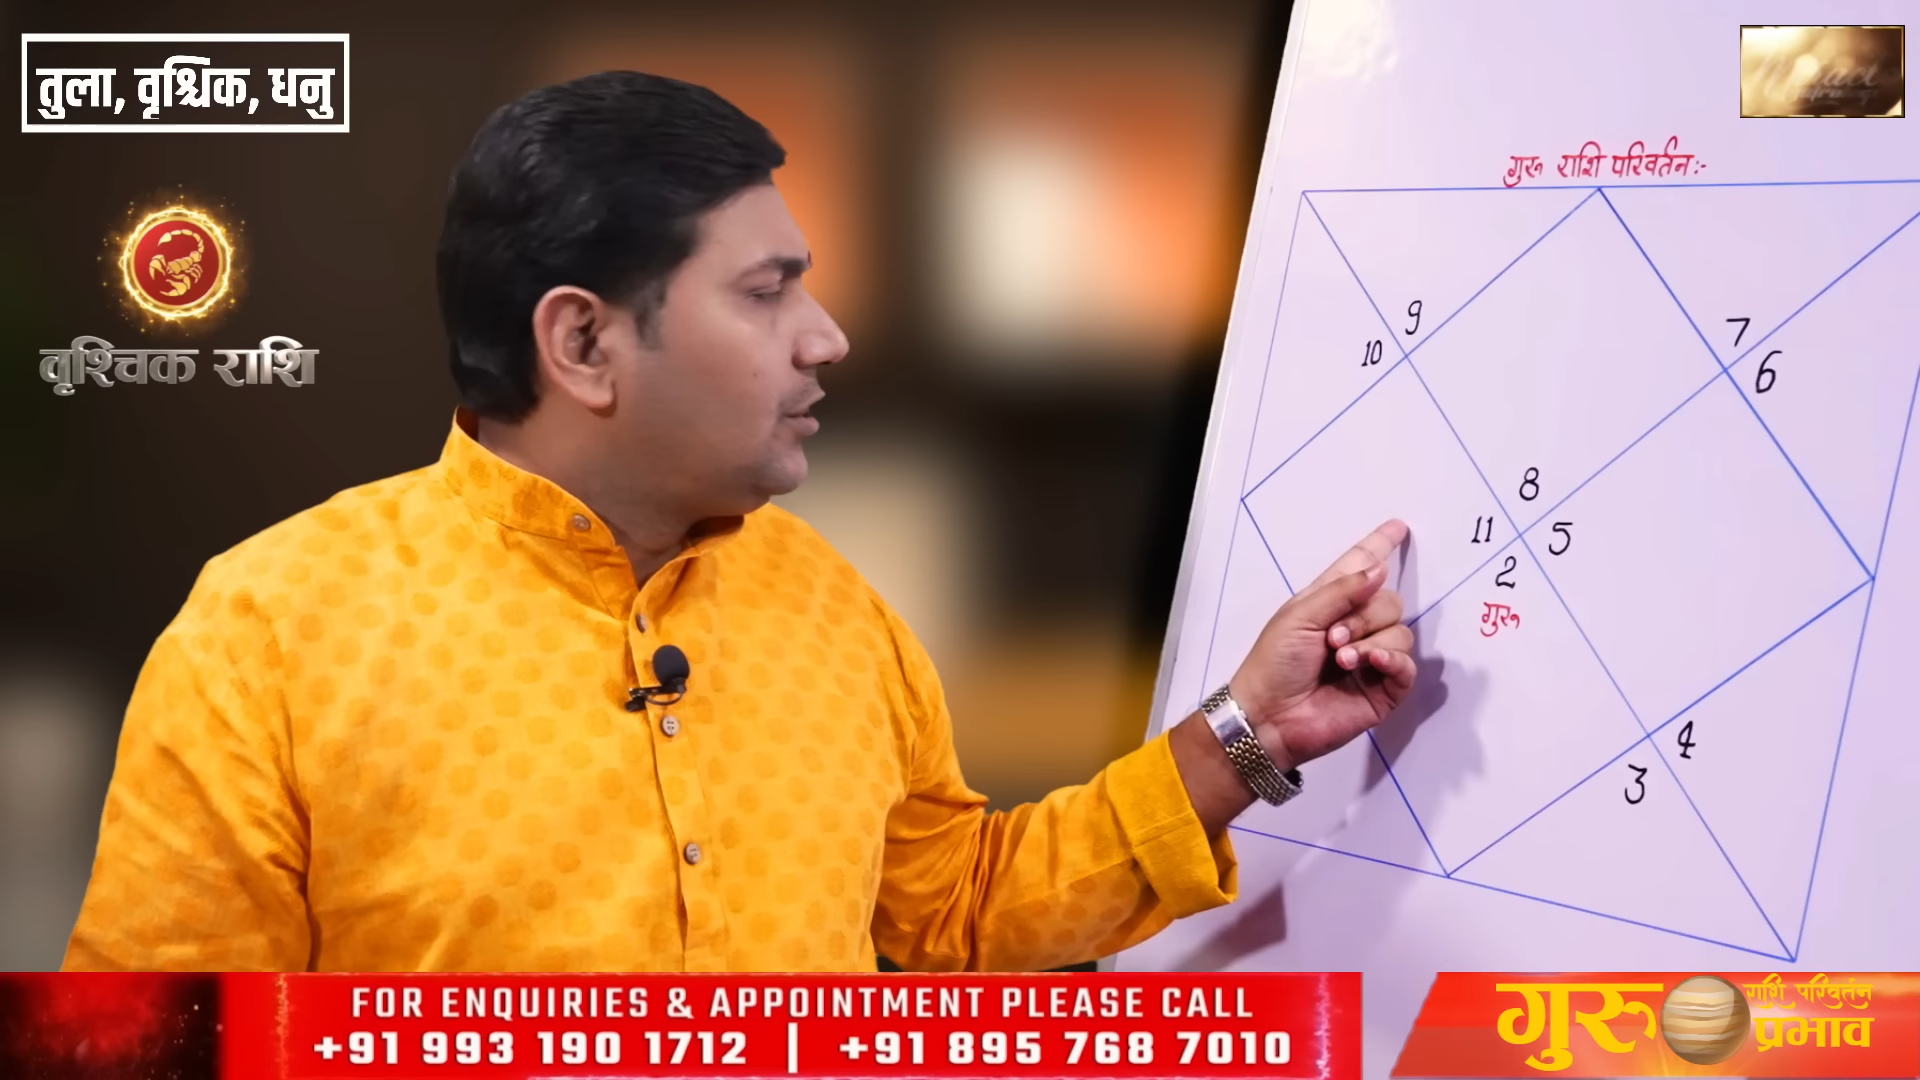 तुला, वृश्चिक, धनु
वृश्चिक राशि
गुरु राशि परिवर्तन:-
9
10
7
6
8
11
5
2
गुरु
4
3
FOR ENQUIRIES & APPOINTMENT PLEASE CALL
+91 993 190 1712 | +91 895 768 7010
गुरु राशि परिवर्तन
प्रभाव